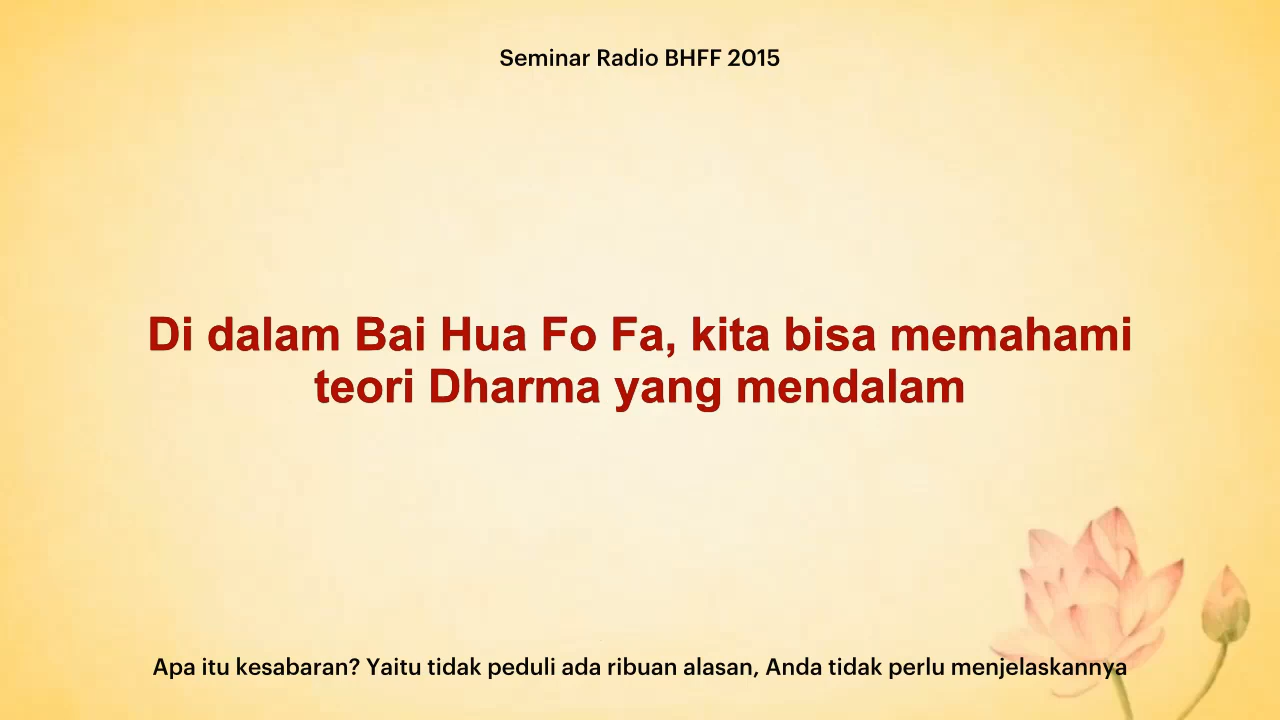 Seminar Radio BHFF 2015
Di dalam Bai Hua Fo Fa, kita bisa memahami
teori Dharma yang mendalam
Apa itu kesabaran? Yaitu tidak peduli ada ribuan alasan, Anda tidak perlu menjelaskannya